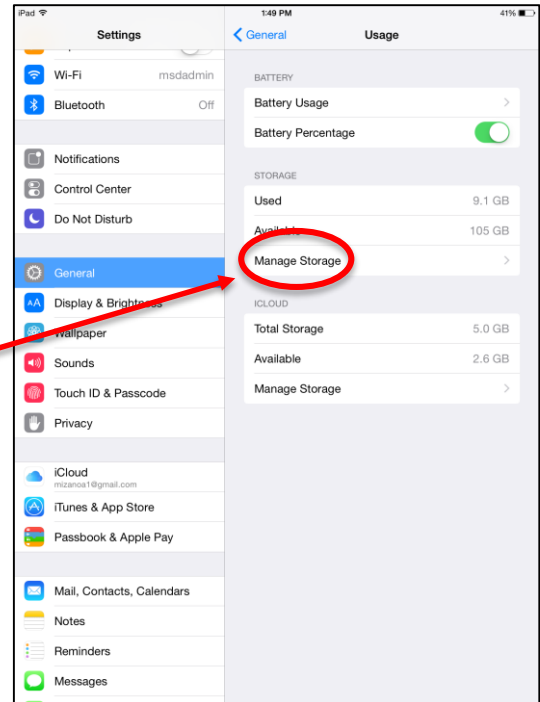 iPad 1:49 PM 41%
Settings
General Usage
Wi-Fi msdadmin
Bluetooth Off
Notifications
Control Center
Do Not Disturb
General
Display & Brightness
Wallpaper
Sounds
Touch ID & Passcode
Privacy
iCloud
mizanoa1@gmail.com
iTunes & App Store
Passbook & Apple Pay
Mail, Contacts, Calendars
Notes
Reminders
Messages
BATTERY
Battery Usage
Battery Percentage
STORAGE
Used 9.1 GB
Available 105 GB
Manage Storage
ICLOUD
Total Storage 5.0 GB
Available 2.6 GB
Manage Storage